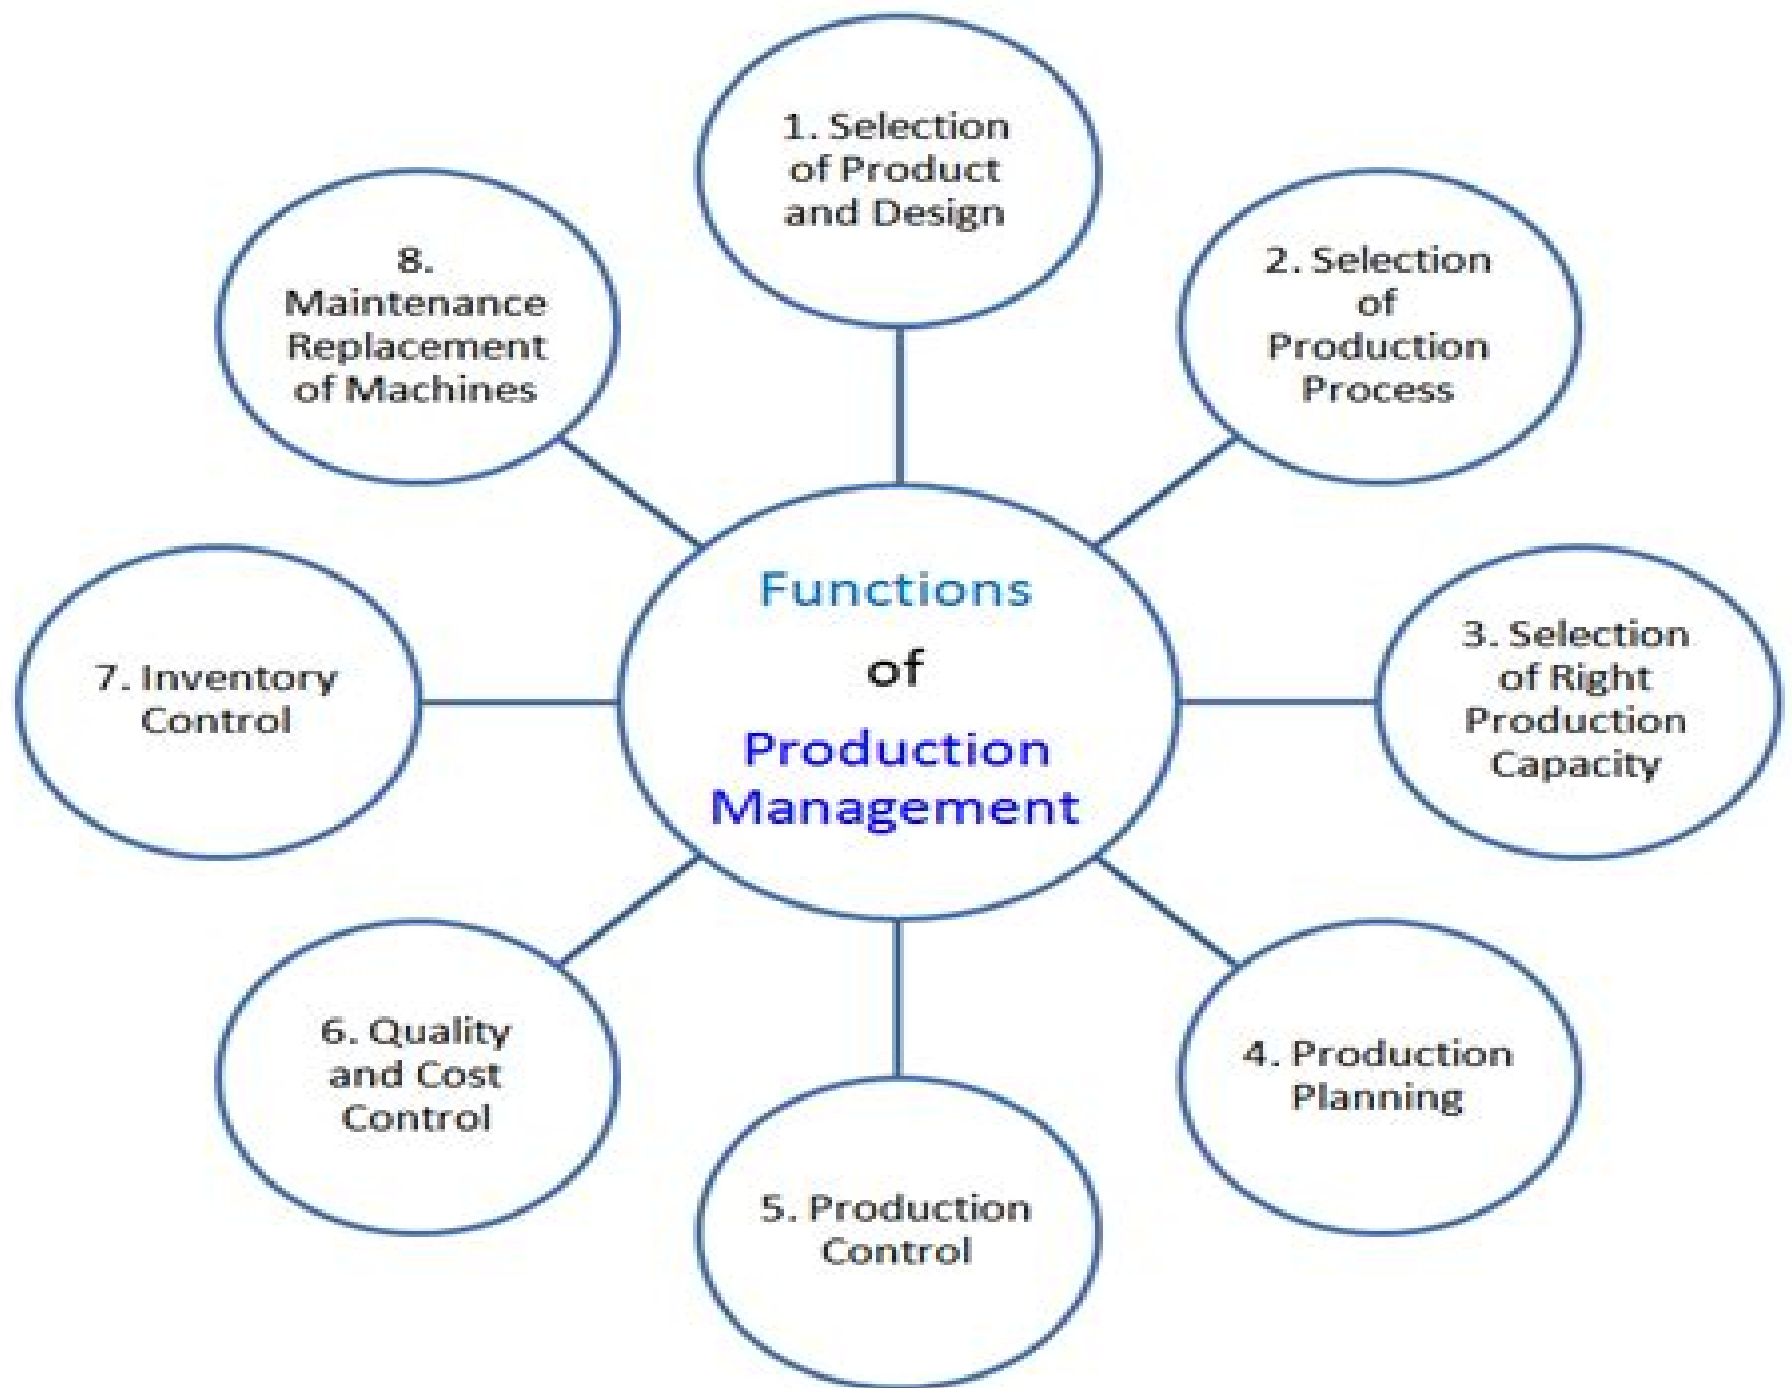 1. Selection
of Product
and Design
2. Selection
of
Production
Process
3. Selection
of Right
Production
Capacity
4. Production
Planning
5. Production
Control
6. Quality
and Cost
Control
7. Inventory
Control
8.
Maintenance
Replacement
of Machines
Functions
of
Production
Management